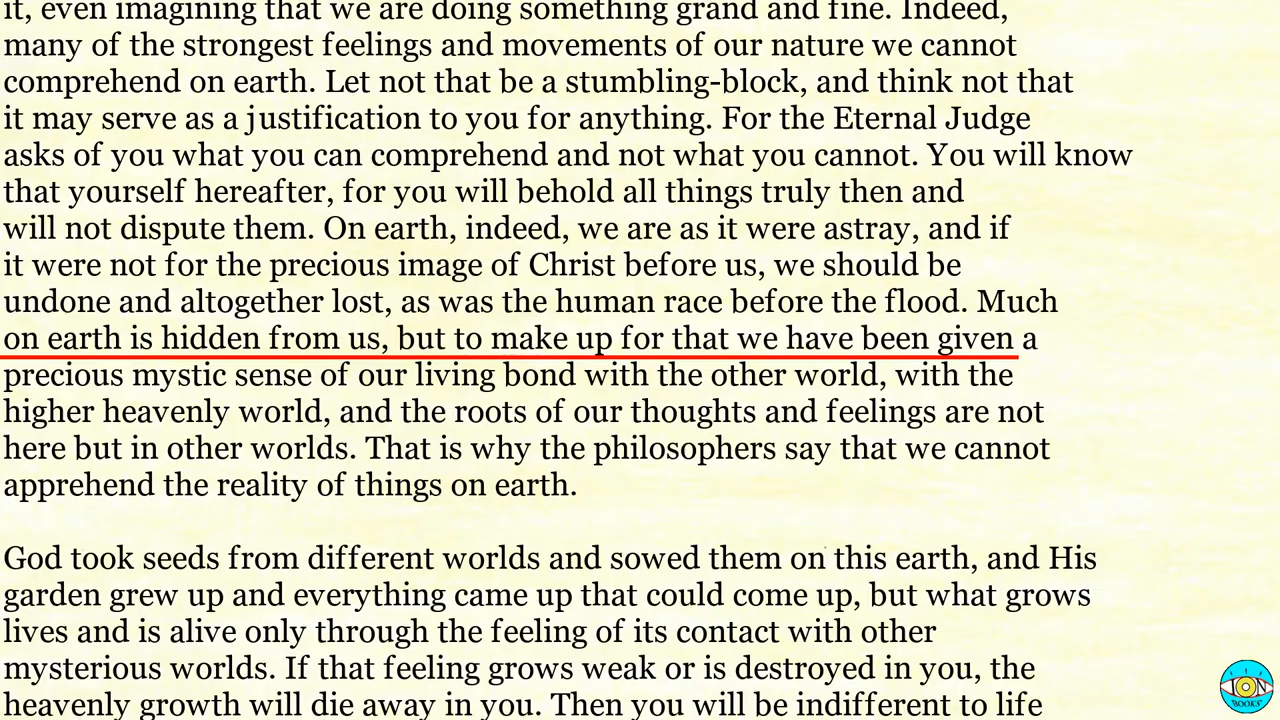 it, even imagining that we are doing something grand and fine. Indeed,
many of the strongest feelings and movements of our nature we cannot
comprehend on earth. Let not that be a stumbling-block, and think not that
it may serve as a justification to you for anything. For the Eternal Judge
asks of you what you can comprehend and not what you cannot. You will know
that yourself hereafter, for you will behold all things truly then and
will not dispute them. On earth, indeed, we are as it were astray, and if
it were not for the precious image of Christ before us, we should be
undone and altogether lost, as was the human race before the flood. Much
on earth is hidden from us, but to make up for that we have been given a
precious mystic sense of our living bond with the other world, with the
higher heavenly world, and the roots of our thoughts and feelings are not
here but in other worlds. That is why the philosophers say that we cannot
apprehend the reality of things on earth.
God took seeds from different worlds and sowed them on this earth, and His
garden grew up and everything came up that could come up, but what grows
lives and is alive only through the feeling of its contact with other
mysterious worlds. If that feeling grows weak or is destroyed in you, the
heavenly growth will die away in you. Then you will be indifferent to life
ION
BOOKS